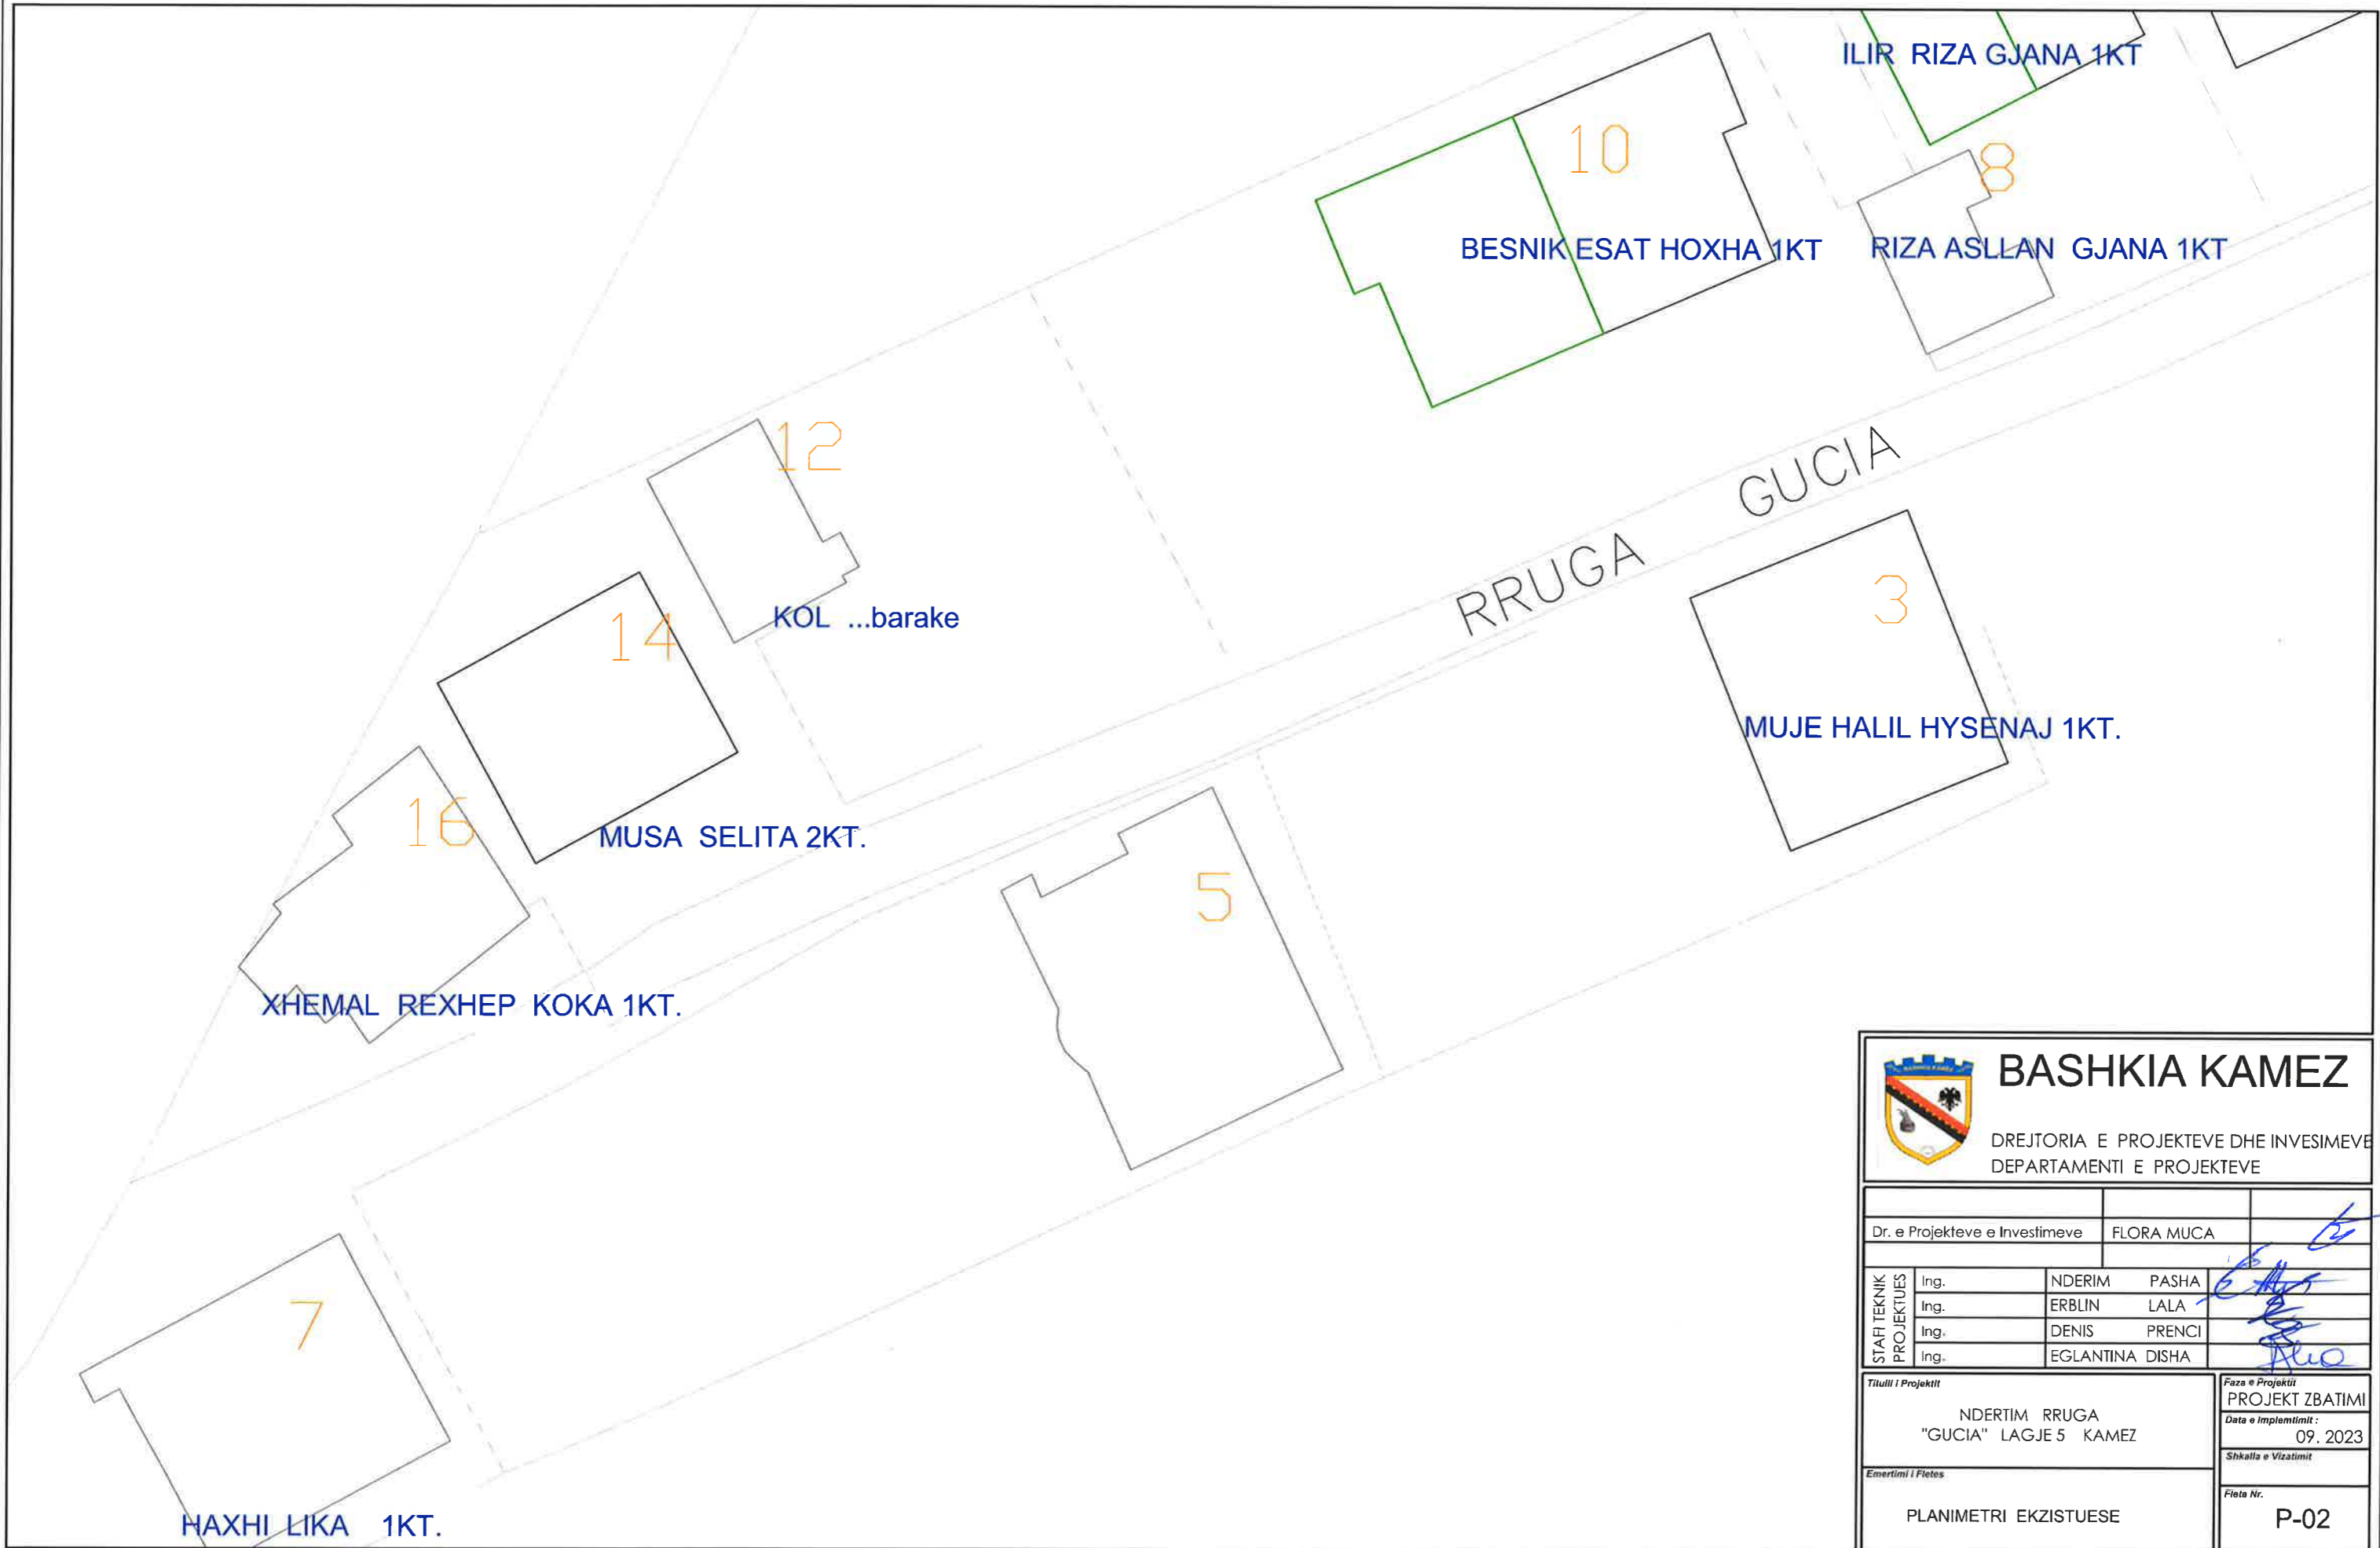 ILIR RIZA GJANA 1KT
10
8
BESNIK ESAT HOXHA 1KT
RIZA ASLLAN GJANA 1KT
12
RRUGA GUCIA
14
KOL ...barake
3
MUJE HALIL HYSENAJ 1KT.
16
MUSA SELITA 2KT.
5
XHEMAL REXHEP KOKA 1KT.
7
HAXHI LIKA 1KT.
BASHKIA KAMEZ
BASHKIA KAMEZ
DREJTORIA E PROJEKTEVE DHE INVESIMEVE
DEPARTAMENTI E PROJEKTEVE
Dr. e Projekteve e Investimeve FLORA MUCA
STAFI TEKNIK
PROJEKTUES
Ing. NDERIM PASHA
Ing. ERBLIN LALA
Ing. DENIS PRENCI
Ing. EGLANTINA DISHA
Titulli i Projektit
NDERTIM RRUGA
"GUCIA" LAGJE 5 KAMEZ
Faza e Projektit
PROJEKT ZBATIMI
Data e Implemtimit :
09. 2023
Shkalla e Vizatimit
Emertimi i Fletes
PLANIMETRI EKZISTUESE
Fleta Nr.
P-02